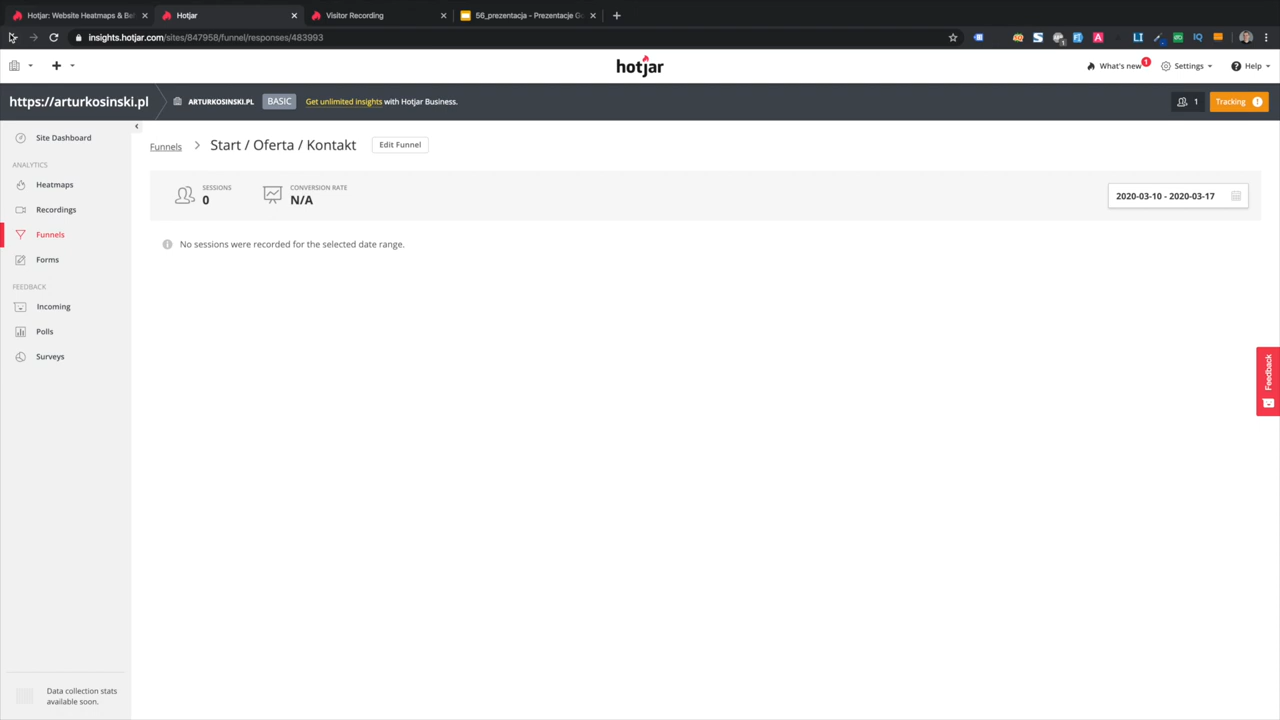 Hotjar: Website Heatmaps & Be
Hotjar
Visitor Recording
56_prezentacja - Prezentacje Go
insights.hotjar.com/sites/847958/funnel/responses/483993
hotjar
What's new 1
Settings
Help
https://arturkosinski.pl
ARTURKOSINSKI.PL
BASIC
Get unlimited insights with Hotjar Business.
1
Tracking
Site Dashboard
ANALYTICS
Heatmaps
Recordings
Funnels
Forms
FEEDBACK
Incoming
Polls
Surveys
Data collection stats
available soon.
Funnels > Start / Oferta / Kontakt
Edit Funnel
SESSIONS
0
CONVERSION RATE
N/A
2020-03-10 - 2020-03-17
No sessions were recorded for the selected date range.
Feedback